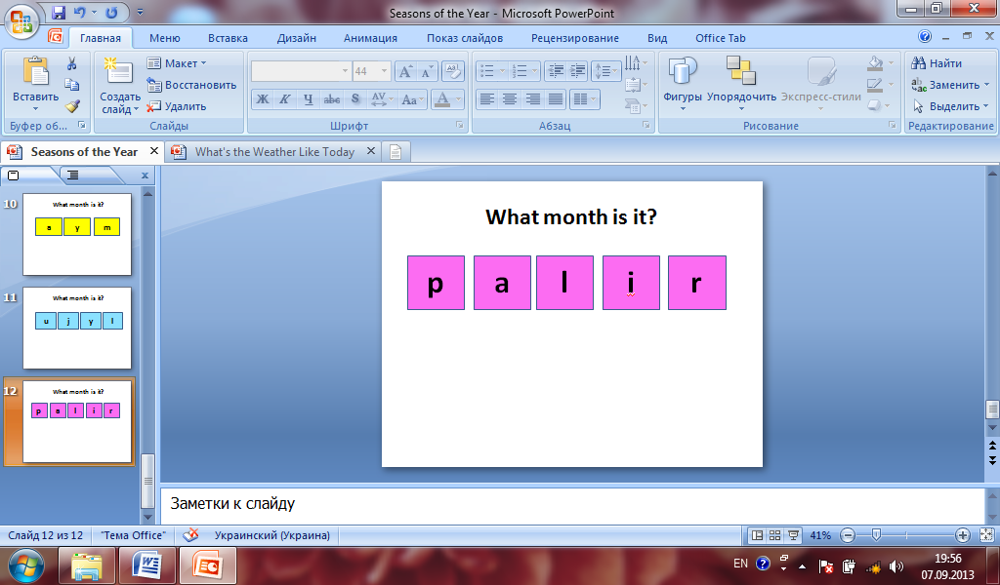 Seasons of the Year - Microsoft PowerPoint
Главная Меню Вставка Дизайн Анимация Показ слайдов Рецензирование Вид Office Tab
Вставить
Буфер об...
Создать слайд
Макет
Восстановить
Удалить
Слайды
44
Ж К Ч abc S AV Aa A
Шрифт
Абзац
Фигуры Упорядочить Экспресс-стили
Рисование
Найти
Заменить
Выделить
Редактирование
Seasons of the Year What's the Weather Like Today
10
What month is it?
a y m
11
What month is it?
u j y l
12
What month is it?
p a l i r
What month is it?
p a l i r
Заметки к слайду
Слайд 12 из 12 "Тема Office" Украинский (Украина) 41%
EN 19:56
07.09.2013